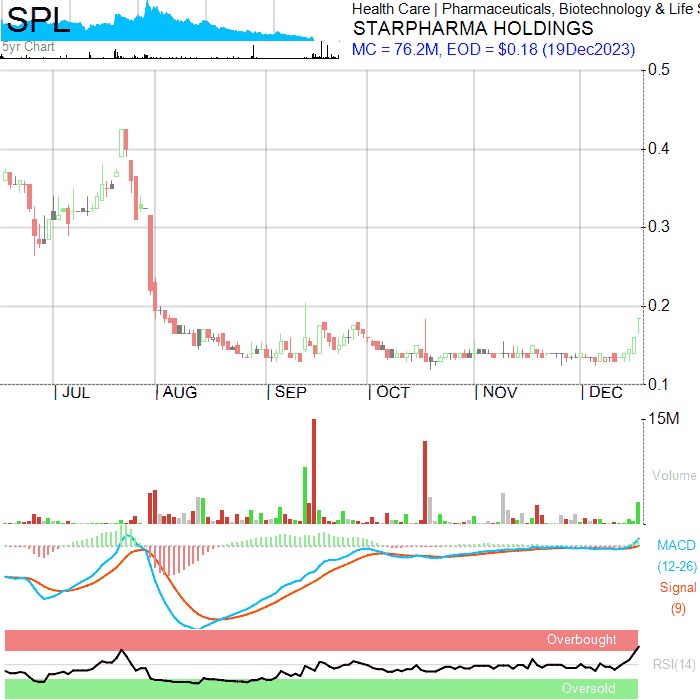 SPL
5yr Chart
Health Care | Pharmaceuticals, Biotechnology & Life S
STARPHARMA HOLDINGS
MC = 76.2M, EOD = $0.18 (19Dec2023)
0.5
0.4
0.3
0.2
0.1
JUL AUG SEP OCT NOV DEC
15M
Volume
MACD
(12-26)
Signal
(9)
Overbought
RSI(14)
Oversold